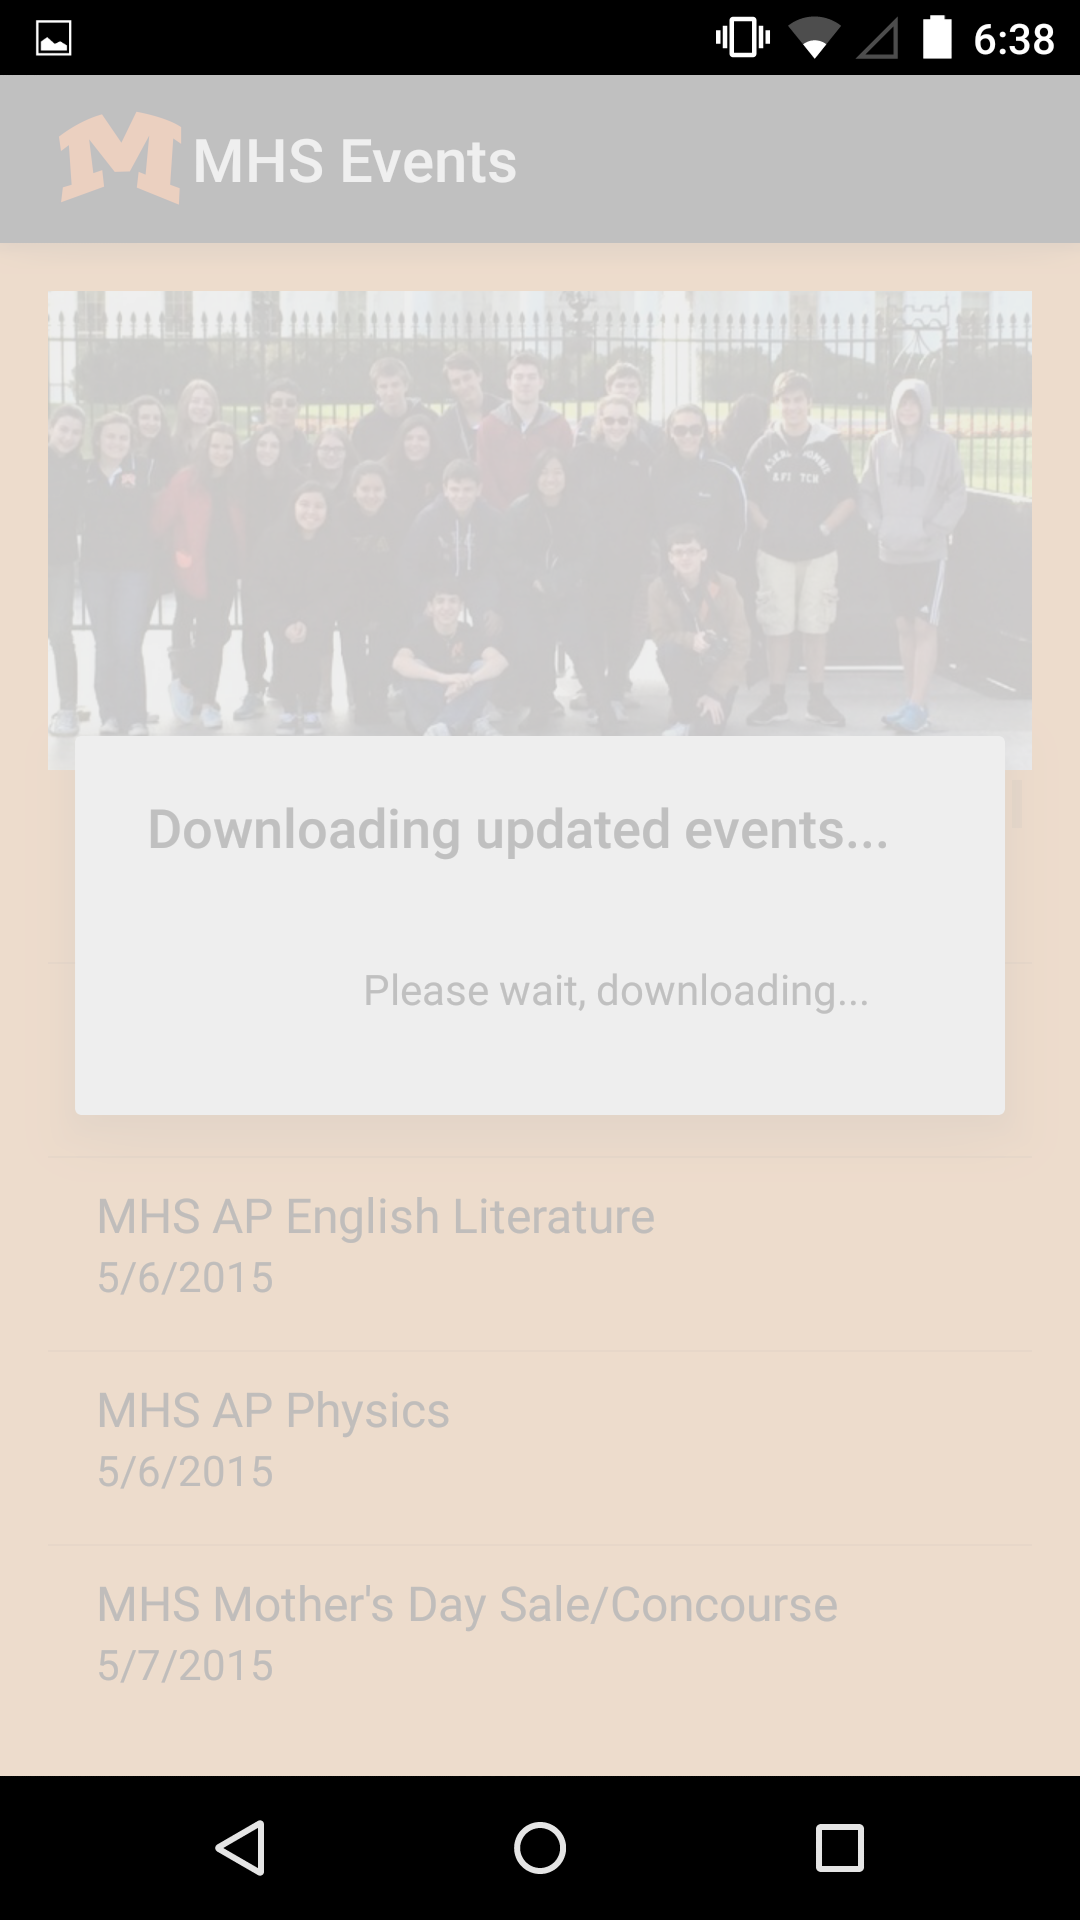 6:38
M MHS Events
Downloading updated events...
Please wait, downloading...
MHS AP English Literature
5/6/2015
MHS AP Physics
5/6/2015
MHS Mother's Day Sale/Concourse
5/7/2015